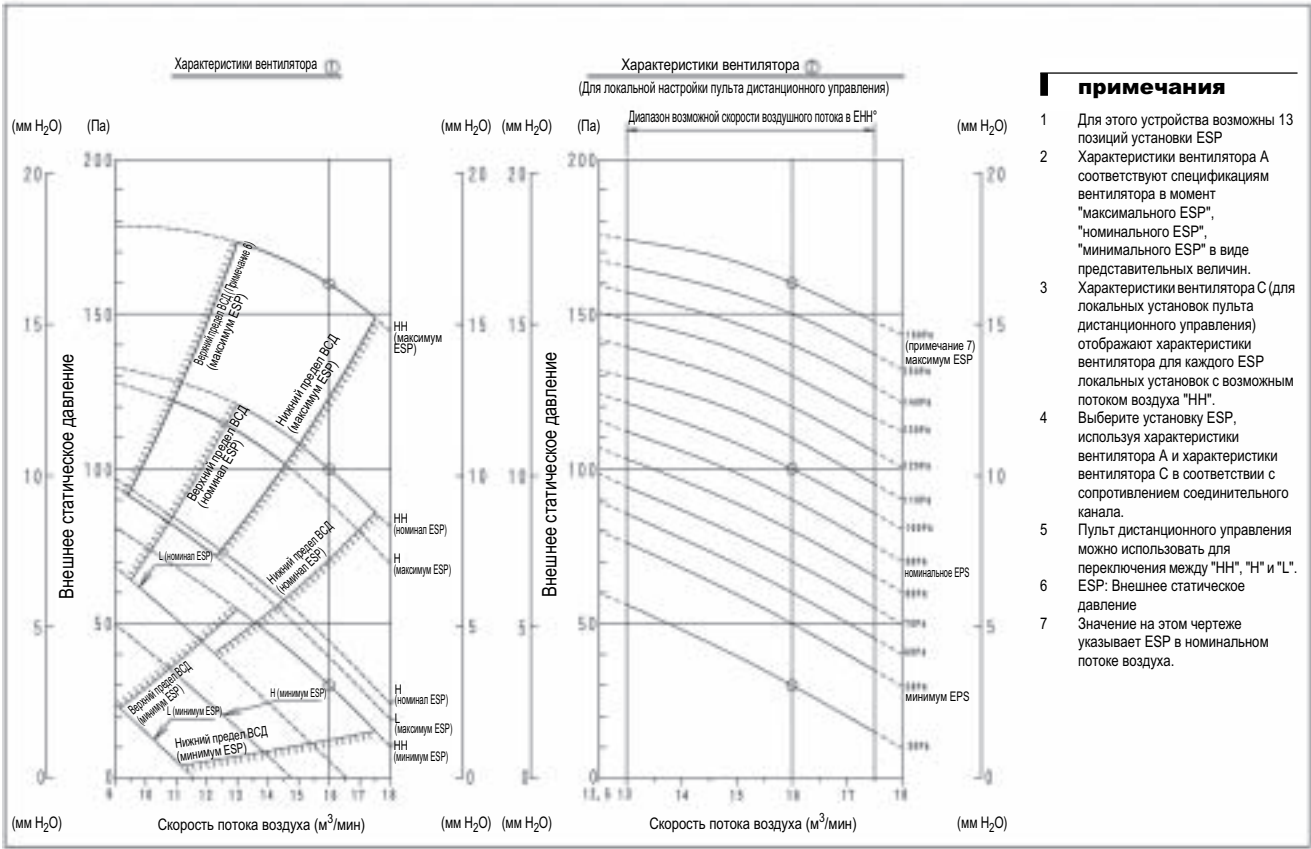 Характеристики вентилятора ①
(мм H2O)
(Па)
(мм H2O)
200
150
100
50
0
20
15
10
5
0
20
15
10
5
0
Внешнее статическое давление
Верхний предел ВСД (Примечание 6)
(максимум ESP)
Нижний предел ВСД
(максимум ESP)
Верхний предел ВСД
(номинал ESP)
L (номинал ESP)
Нижний предел ВСД
(номинал ESP)
Верхний предел ВСД
(минимум ESP)
L (минимум ESP)
H (минимум ESP)
Нижний предел ВСД
(минимум ESP)
HH
(максимум
ESP)
HH
(номинал ESP)
H
(максимум ESP)
H
(номинал ESP)
L
(максимум ESP)
HH
(минимум ESP)
9 10 11 12 13 14 15 16 17 18
(мм H2O)
Скорость потока воздуха (м3/мин)
(мм H2O)
Характеристики вентилятора
(Для локальной настройки пульта дистанционного управления)
Диапазон возможной скорости воздушного потока в ЕНН°
(мм H2O)
(Па)
(мм H2O)
200
150
100
50
0
20
15
10
5
0
20
15
10
5
0
Внешнее статическое давление
(примечание 7)
максимум ESP
номинальное EPS
минимум EPS
12,5 13 14 15 16 17 18
(мм H2O)
Скорость потока воздуха (м3/мин)
(мм H2O)
примечания
1 Для этого устройства возможны 13
позиций установки ESP
2 Характеристики вентилятора А
соответствуют спецификациям
вентилятора в момент
"максимального ESP",
"номинального ESP",
"минимального ESP" в виде
представительных величин.
3 Характеристики вентилятора С (для
локальных установок пульта
дистанционного управления)
отображают характеристики
вентилятора для каждого ESP
локальных установок с возможным
потоком воздуха "НН".
4 Выберите установку ESP,
используя характеристики
вентилятора А и характеристики
вентилятора С в соответствии с
сопротивлением соединительного
канала.
5 Пульт дистанционного управления
можно использовать для
переключения между "НН", "Н" и "L".
6 ESP: Внешнее статическое
давление
7 Значение на этом чертеже
указывает ESP в номинальном
потоке воздуха.